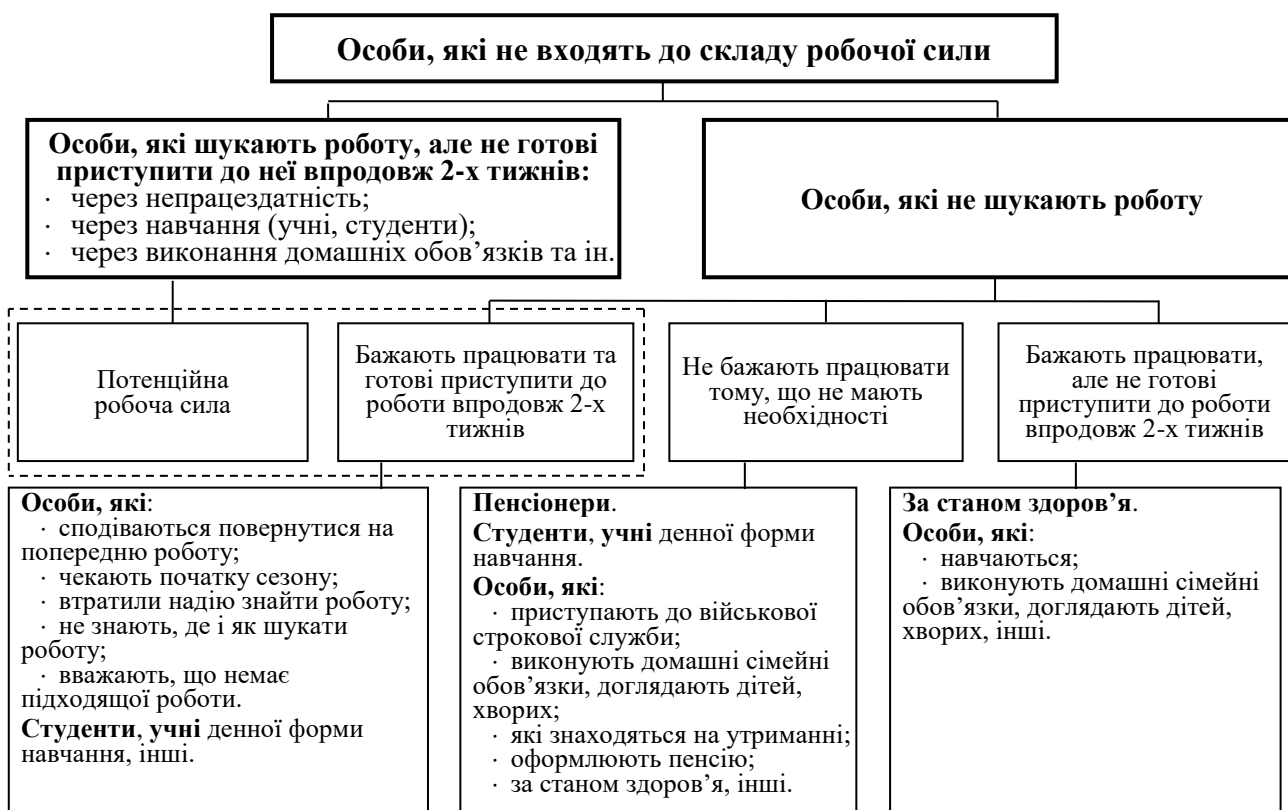 Особи, які не входять до складу робочої сили
Особи, які шукають роботу, але не готові
приступити до неї впродовж 2-х тижнів:
· через непрацездатність;
· через навчання (учні, студенти);
· через виконання домашніх обов’язків та ін.
Особи, які не шукають роботу
Потенційна
робоча сила
Бажають працювати та
готові приступити до
роботи впродовж 2-х
тижнів
Не бажають працювати
тому, що не мають
необхідності
Бажають працювати,
але не готові
приступити до роботи
впродовж 2-х тижнів
Особи, які:
· сподіваються повернутися на
попередню роботу;
· чекають початку сезону;
· втратили надію знайти роботу;
· не знають, де і як шукати
роботу;
· вважають, що немає
підходящої роботи.
Студенти, учні денної форми
навчання, інші.
Пенсіонери.
Студенти, учні денної форми
навчання.
Особи, які:
· приступають до військової
строкової служби;
· виконують домашні сімейні
обов’язки, доглядають дітей,
хворих;
· які знаходяться на утриманні;
· оформлюють пенсію;
· за станом здоров’я, інші.
За станом здоров’я.
Особи, які:
· навчаються;
· виконують домашні сімейні
обов’язки, доглядають дітей,
хворих, інші.